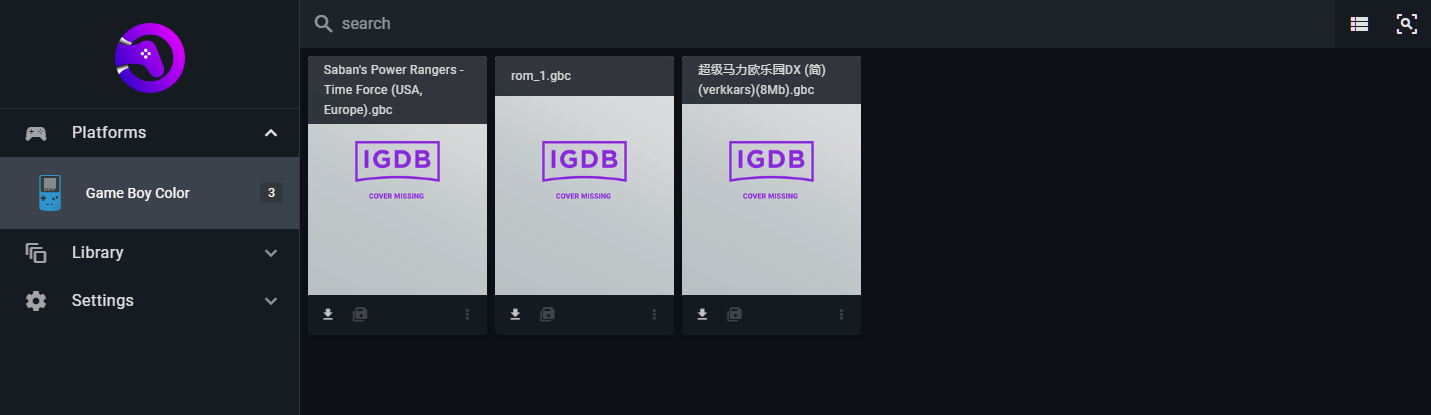 search
Platforms
Game Boy Color
3
Library
Settings
Saban's Power Rangers -
Time Force (USA,
Europe).gbc
IGDB
COVER MISSING
rom_1.gbc
IGDB
COVER MISSING
超级马力欧乐园DX (简)
(verkkars)(8Mb).gbc
IGDB
COVER MISSING